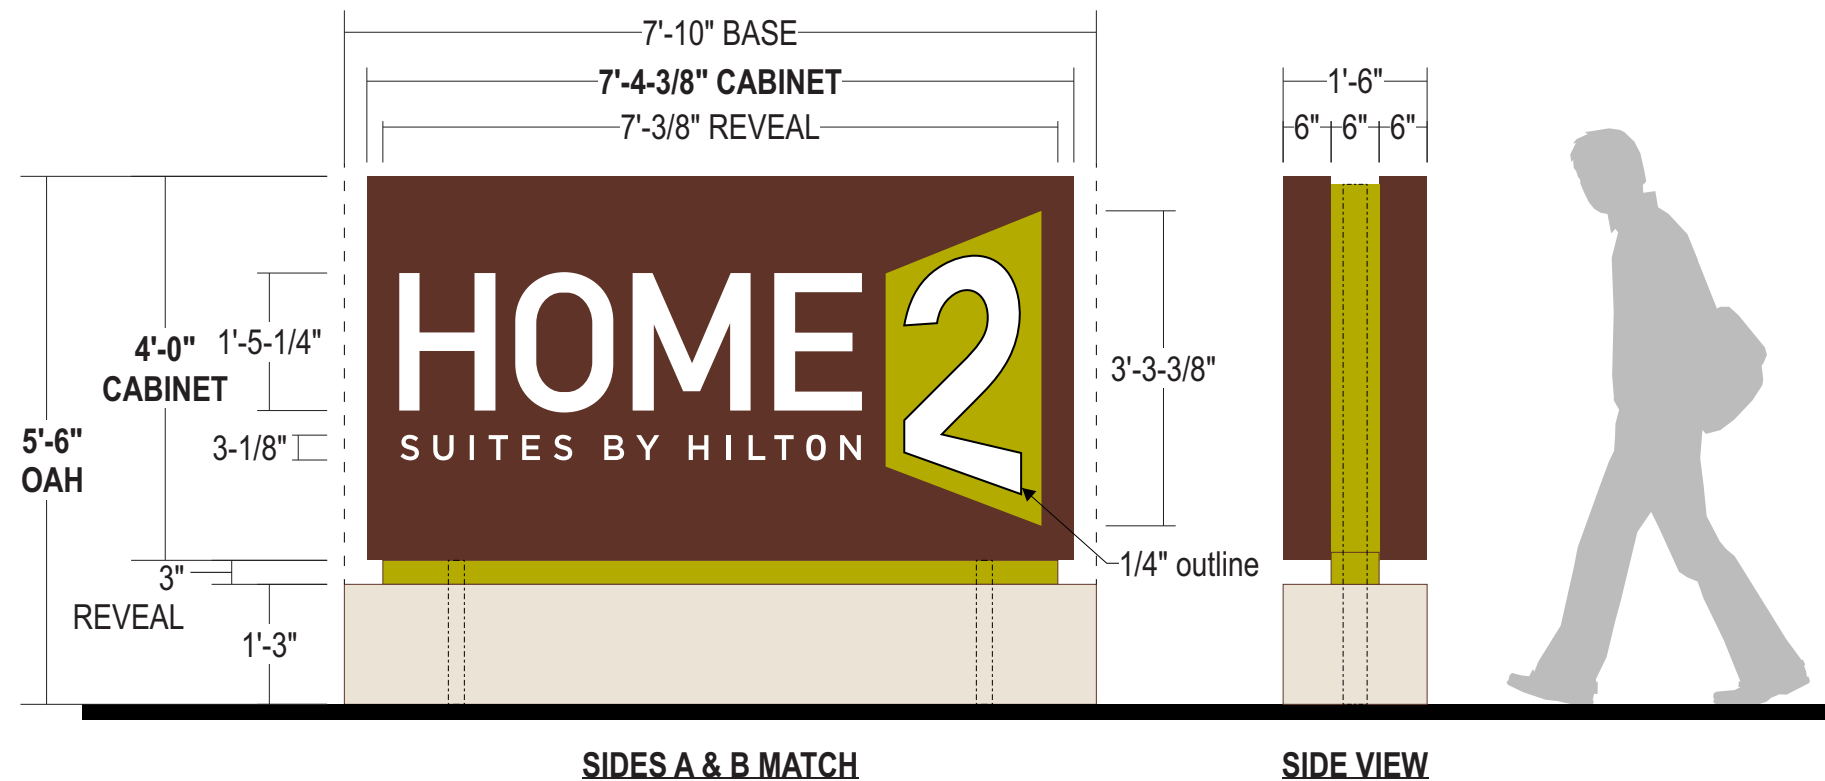 7'-10" BASE
7'-4-3/8" CABINET
7'-3/8" REVEAL
1'-6"
6" 6" 6"
HOME 2
SUITES BY HILTON
4'-0"
CABINET
1'-5-1/4"
3-1/8"
5'-6"
OAH
3'-3-3/8"
1/4" outline
3"
REVEAL
1'-3"
SIDES A & B MATCH
SIDE VIEW